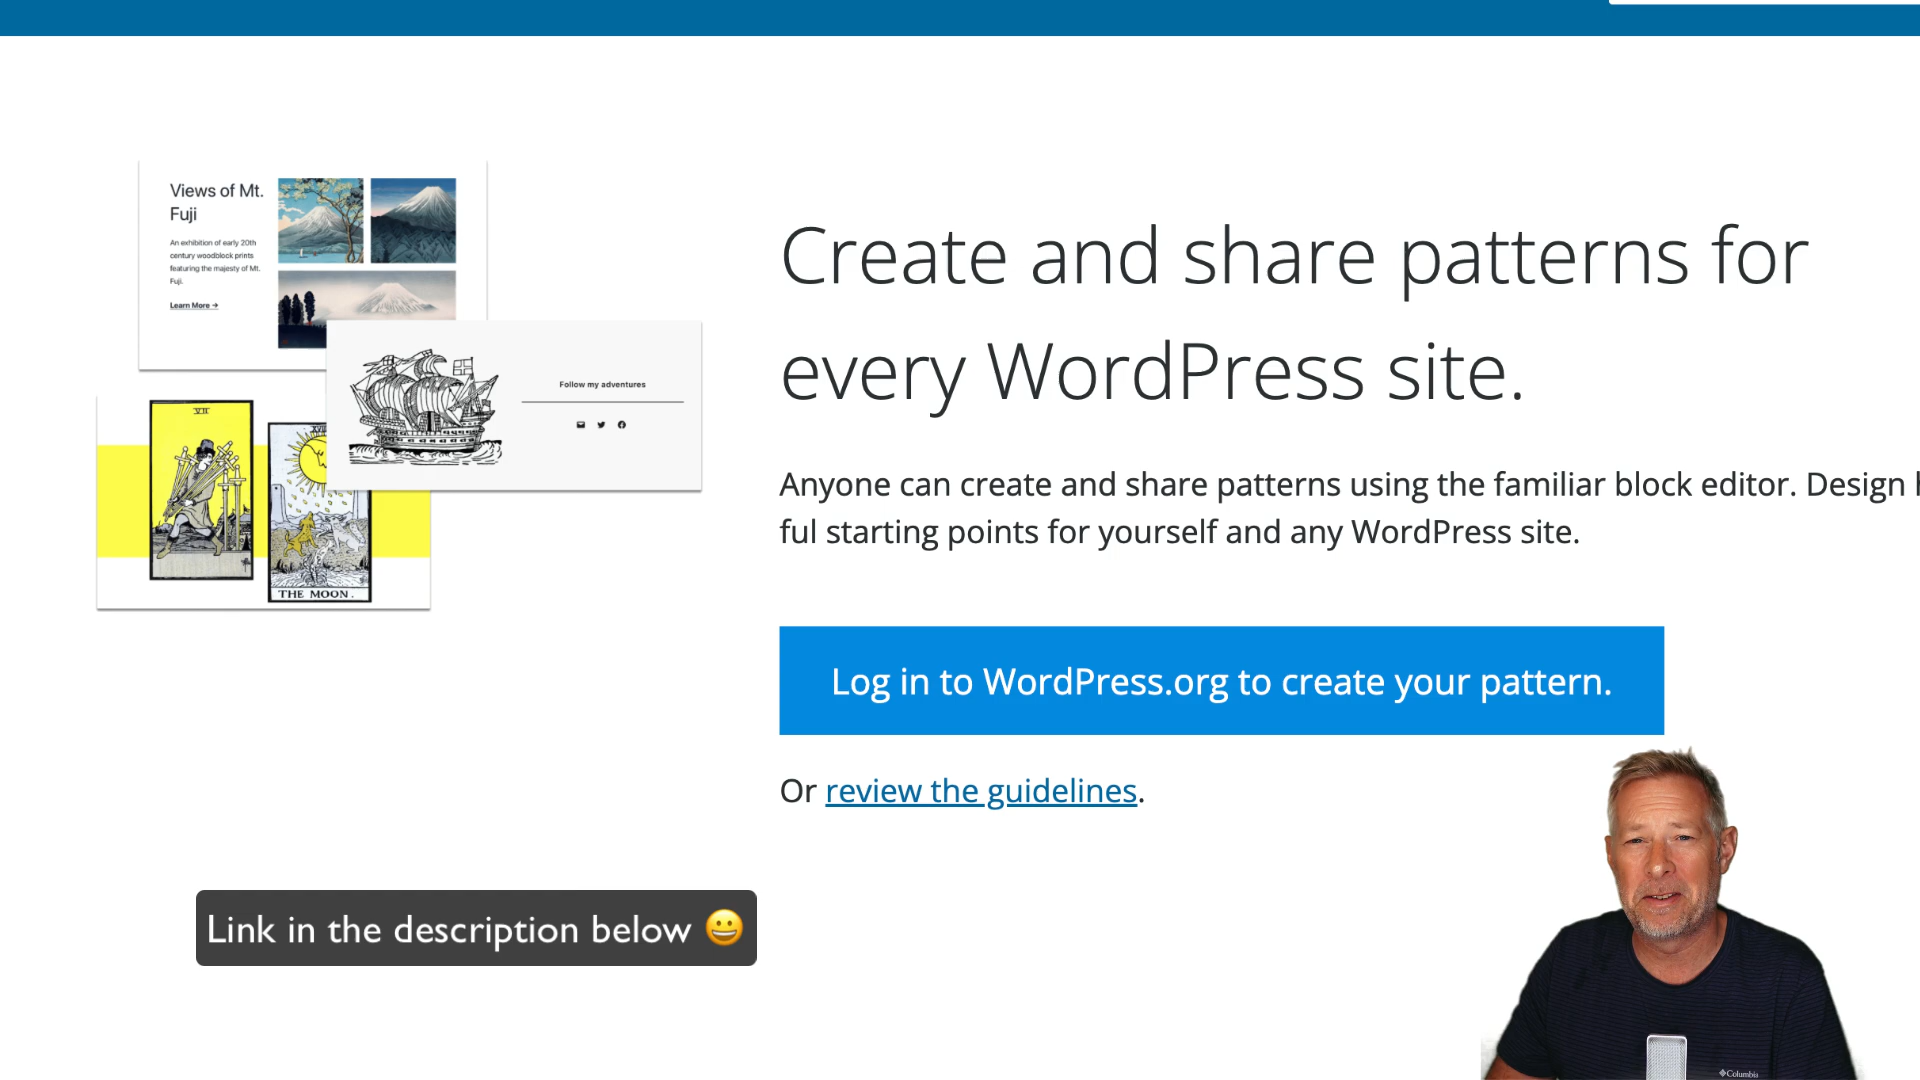 Views of Mt.
Fuji
An exhibition of early 20th
century woodblock prints
featuring the majesty of Mt.
Fuji.
Learn More →
Follow my adventures
VII
XVII
THE MOON.
Create and share patterns for
every WordPress site.
Anyone can create and share patterns using the familiar block editor. Design
ful starting points for yourself and any WordPress site.
Log in to WordPress.org to create your pattern.
Or review the guidelines.
Link in the description below 😀
Columbia